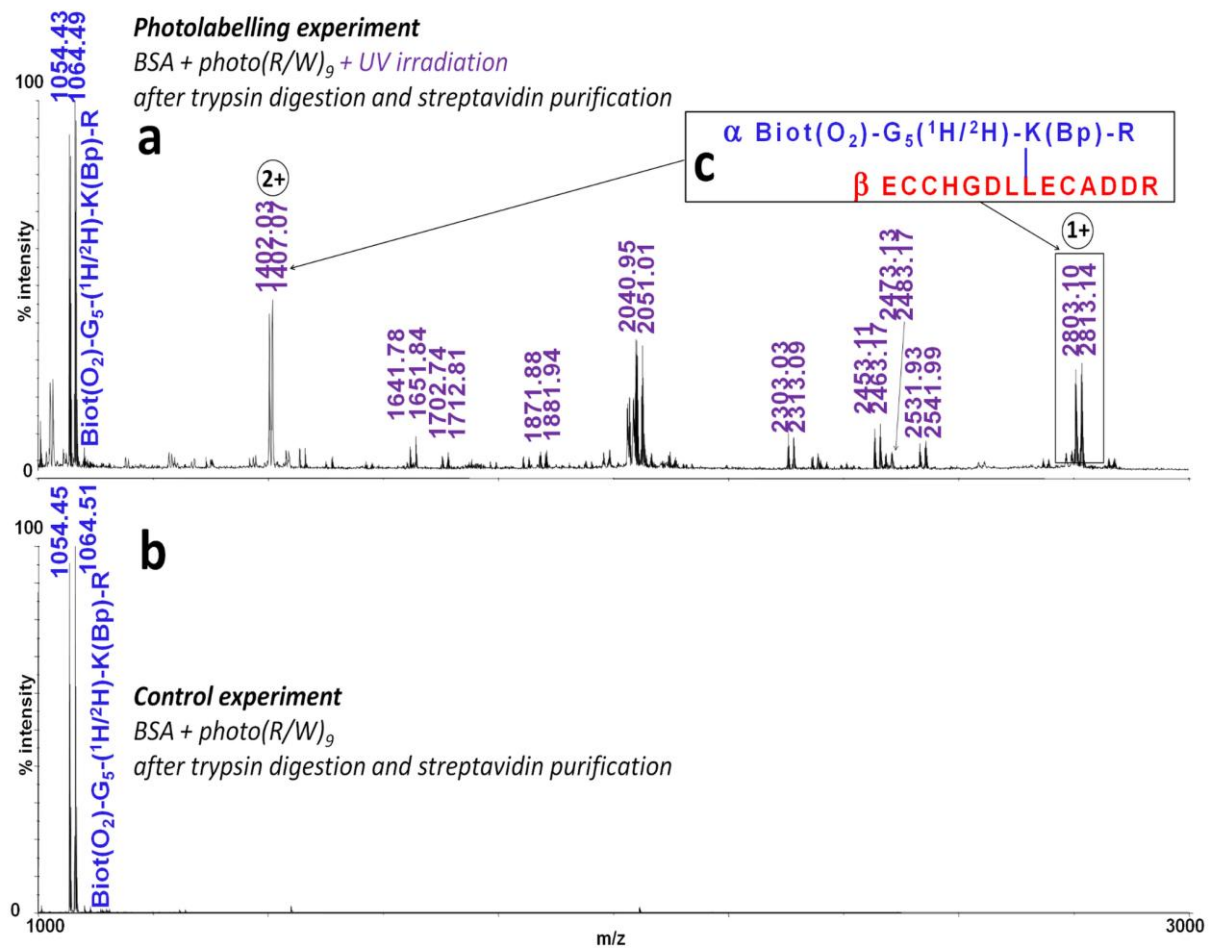 1054.43
1064.49
Biot(O₂)-G₅-(¹H/²H)-K(Bp)-R
Photolabelling experiment
BSA + photo(R/W)₉ + UV irradiation
after trypsin digestion and streptavidin purification
a
100
% intensity
0
2+
1402.03
1407.07
c
α Biot(O₂)-G₅(¹H/²H)-K(Bp)-R
β ECCHGDLLECADDR
1+
1641.78
1651.84
1702.74
1712.81
1871.88
1881.94
2040.95
2051.01
2303.03
2313.09
2453.11
2463.17
2473.13
2483.17
2531.93
2541.99
2803.10
2813.14
1054.45
1064.51
Biot(O₂)-G₅-(¹H/²H)-K(Bp)-R
b
100
% intensity
0
Control experiment
BSA + photo(R/W)₉
after trypsin digestion and streptavidin purification
1000
m/z
3000